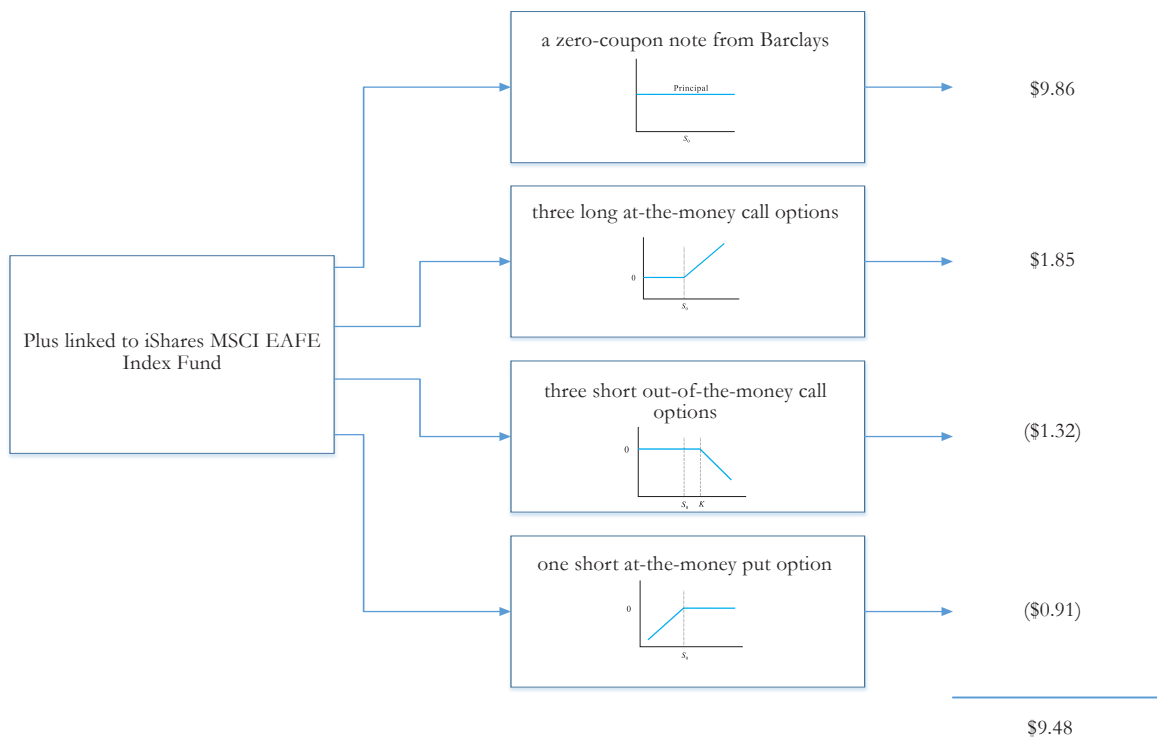 a zero-coupon note from Barclays
Principal
S0
$9.86
three long at-the-money call options
0
S0
$1.85
Plus linked to iShares MSCI EAFE
Index Fund
three short out-of-the-money call
options
0
S0 K
($1.32)
one short at-the-money put option
0
S0
($0.91)
$9.48